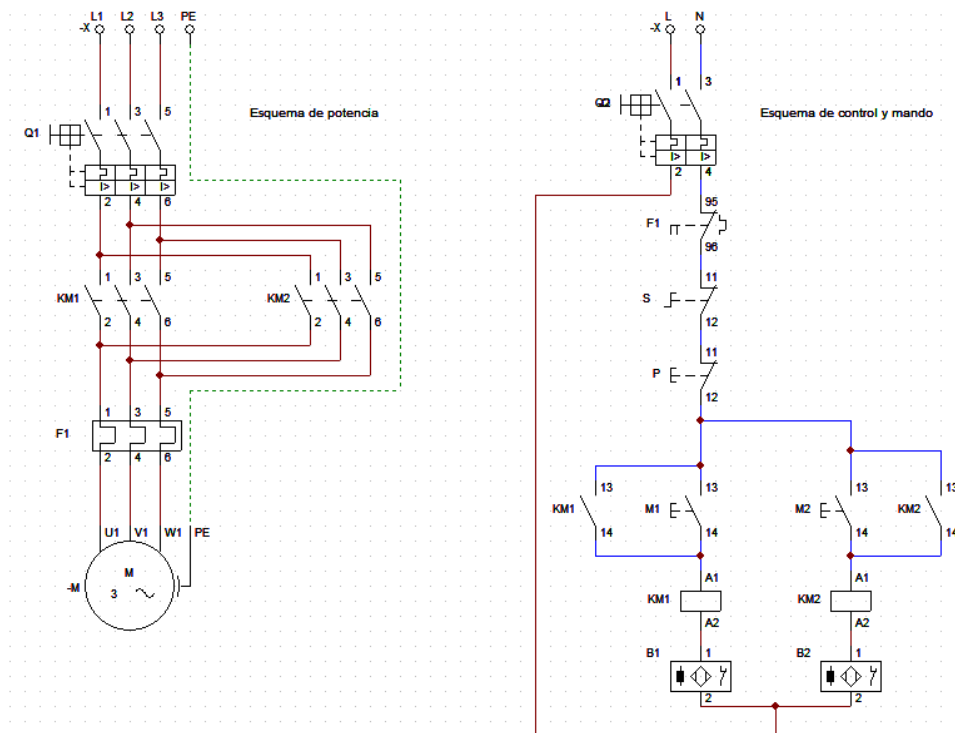 L1 L2 L3 PE
-X
1 3 5
Q1
Esquema de potencia
I> I> I>
2 4 6
1 3 5
KM1
2 4 6
1 3 5
KM2
2 4 6
1 3 5
F1
2 4 6
U1 V1 W1 PE
M
-M
3
L N
-X
1 3
Q2
Esquema de control y mando
I> I>
2 4
95
F1
96
11
S
12
11
P
12
13 13 13 13
KM1 M1 M2 KM2
14 14 14 14
A1 A1
KM1 KM2
A2 A2
B1 1 B2 1
2 2